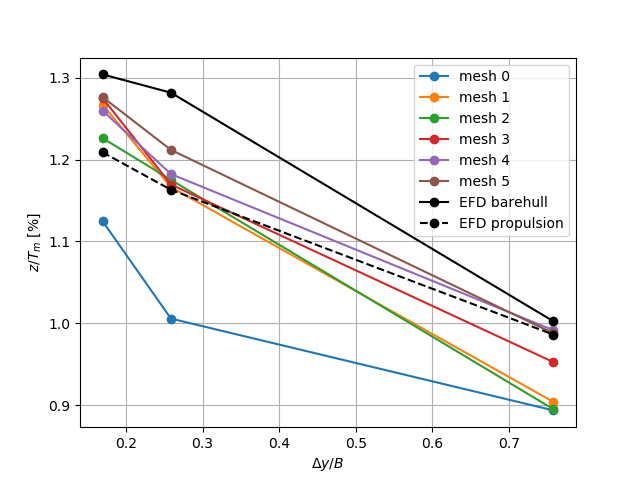 1.3
1.2
1.1
1.0
0.9
z/Tₘ [%]
0.2 0.3 0.4 0.5 0.6 0.7
Δy/B
mesh 0
mesh 1
mesh 2
mesh 3
mesh 4
mesh 5
EFD barehull
EFD propulsion